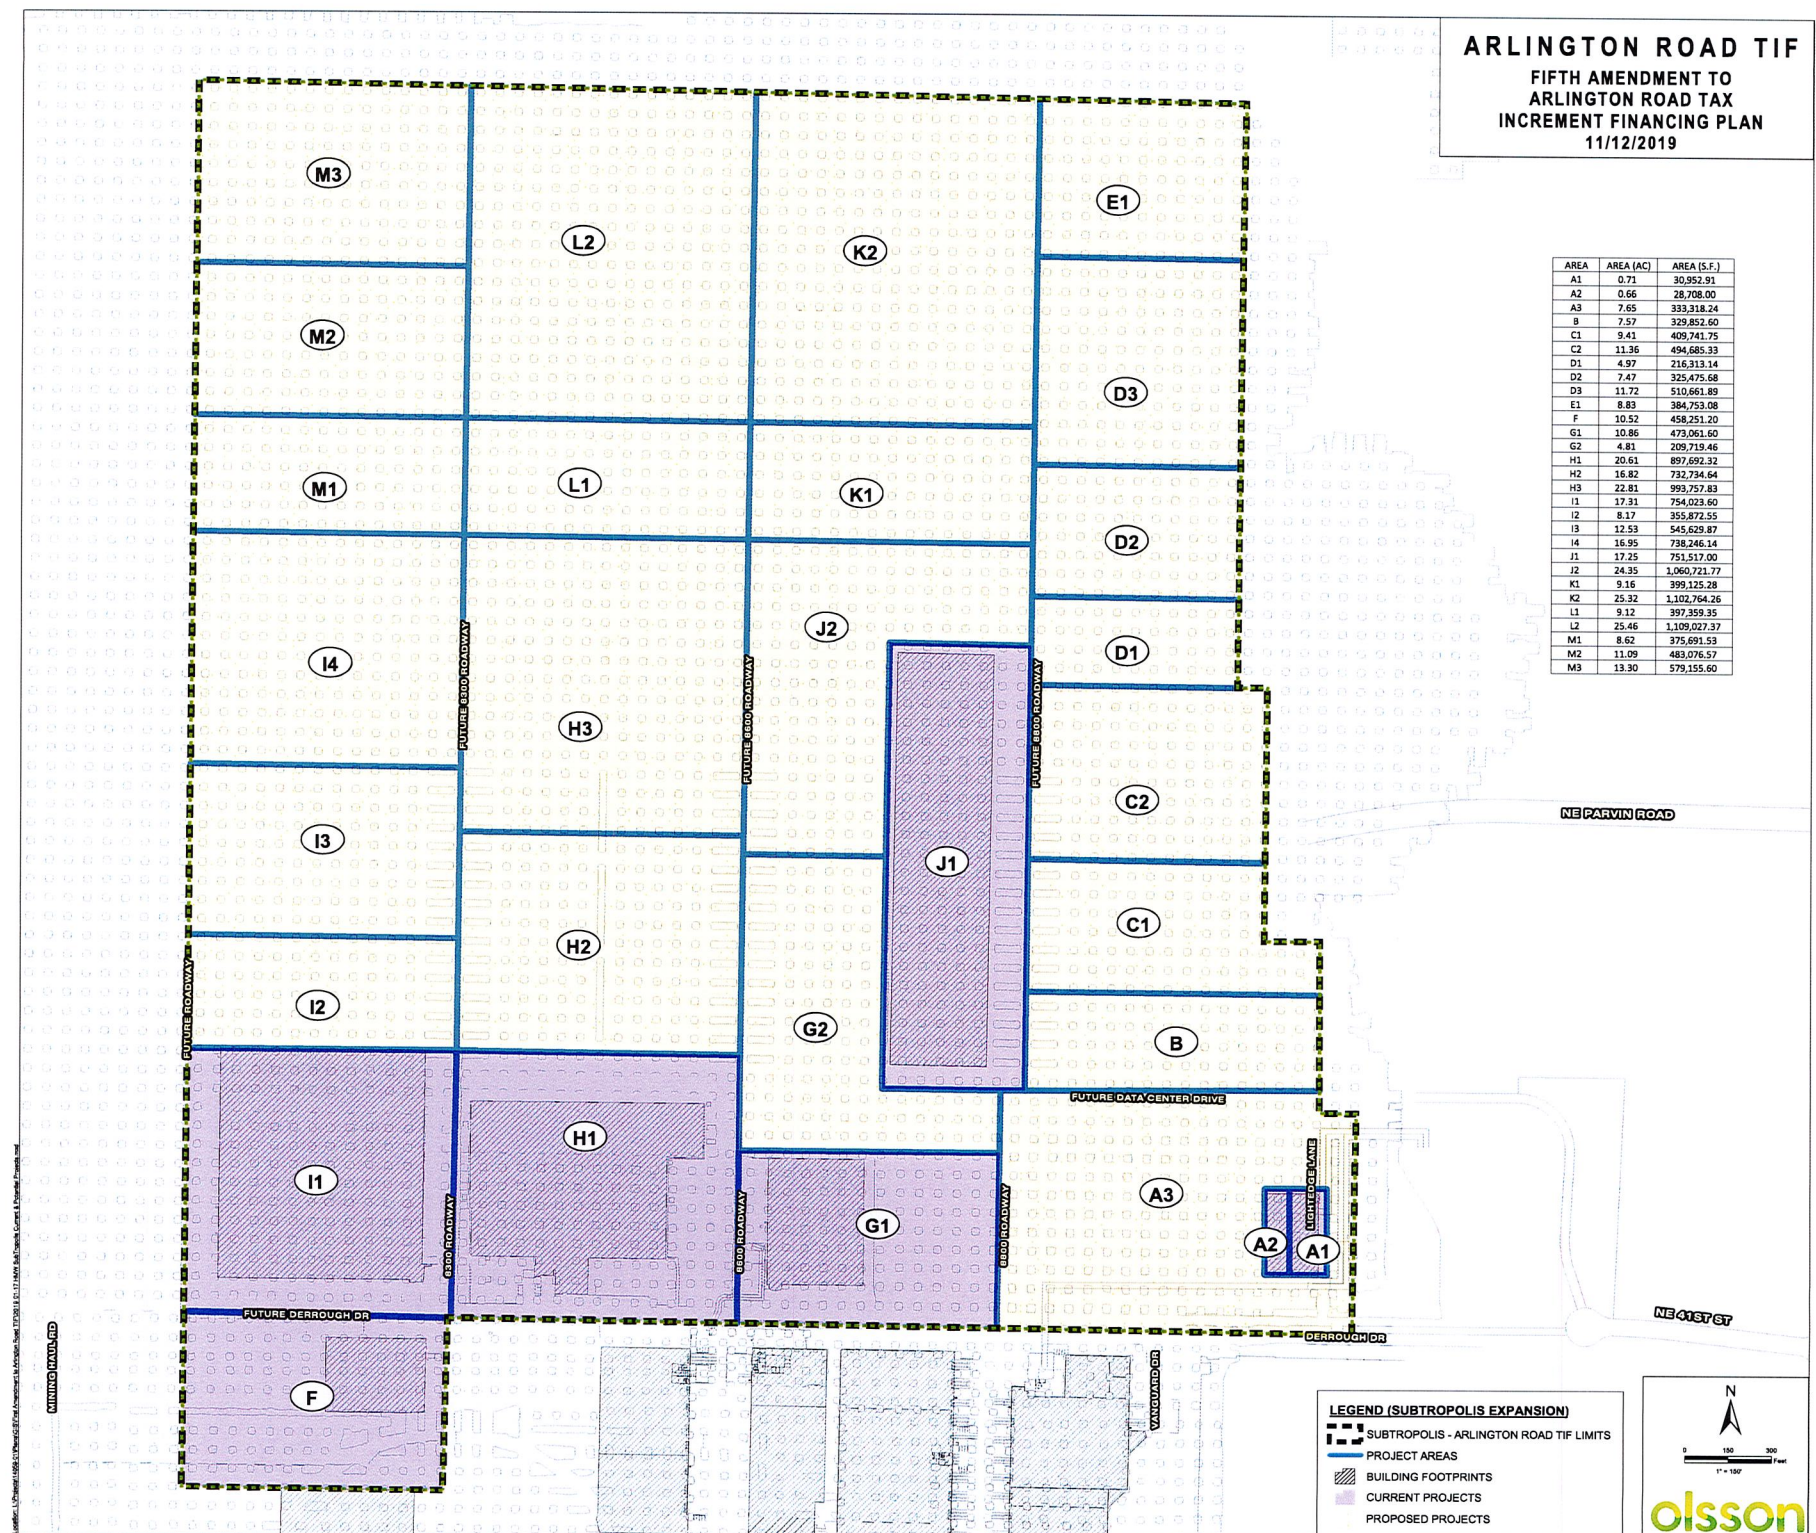 ARLINGTON ROAD TIF
FIFTH AMENDMENT TO
ARLINGTON ROAD TAX
INCREMENT FINANCING PLAN
11/12/2019
AREA AREA (AC) AREA (S.F.)
A1 0.71 30,952.91
A2 0.66 28,708.00
A3 7.65 333,318.24
B 7.57 329,852.60
C1 9.41 409,741.75
C2 11.36 494,685.33
D1 4.97 216,313.14
D2 7.47 325,475.68
D3 11.72 510,661.89
E1 8.83 384,753.08
F 10.52 458,251.20
G1 10.86 473,061.60
G2 4.81 209,719.46
H1 20.61 897,692.32
H2 16.82 732,734.64
H3 22.81 993,757.83
I1 17.31 754,023.60
I2 8.17 355,872.55
I3 12.53 545,629.87
I4 16.95 738,246.14
J1 17.25 751,517.00
J2 24.35 1,060,721.77
K1 9.16 399,125.28
K2 25.32 1,102,764.26
L1 9.12 397,359.35
L2 25.46 1,109,027.37
M1 8.62 375,691.53
M2 11.09 483,076.57
M3 13.30 579,155.60
M3
L2
K2
E1
M2
D3
M1
L1
K1
D2
J2
D1
I4
H3
FUTURE 8300 ROADWAY
FUTURE 8600 ROADWAY
FUTURE 8800 ROADWAY
C2
NE PARVIN ROAD
I3
J1
C1
H2
I2
FUTURE ROADWAY
G2
B
FUTURE DATA CENTER DRIVE
H1
I1
A3
LIGHTEDGE LANE
G1
A2
A1
8300 ROADWAY
8600 ROADWAY
8800 ROADWAY
FUTURE DERROUGH DR
DERROUGH DR
NE 41ST ST
MINING HAUL RD
F
VANGUARD DR
LEGEND (SUBTROPOLIS EXPANSION)
SUBTROPOLIS - ARLINGTON ROAD TIF LIMITS
PROJECT AREAS
BUILDING FOOTPRINTS
CURRENT PROJECTS
PROPOSED PROJECTS
N
0 150 300
Feet
1" = 150'
olsson